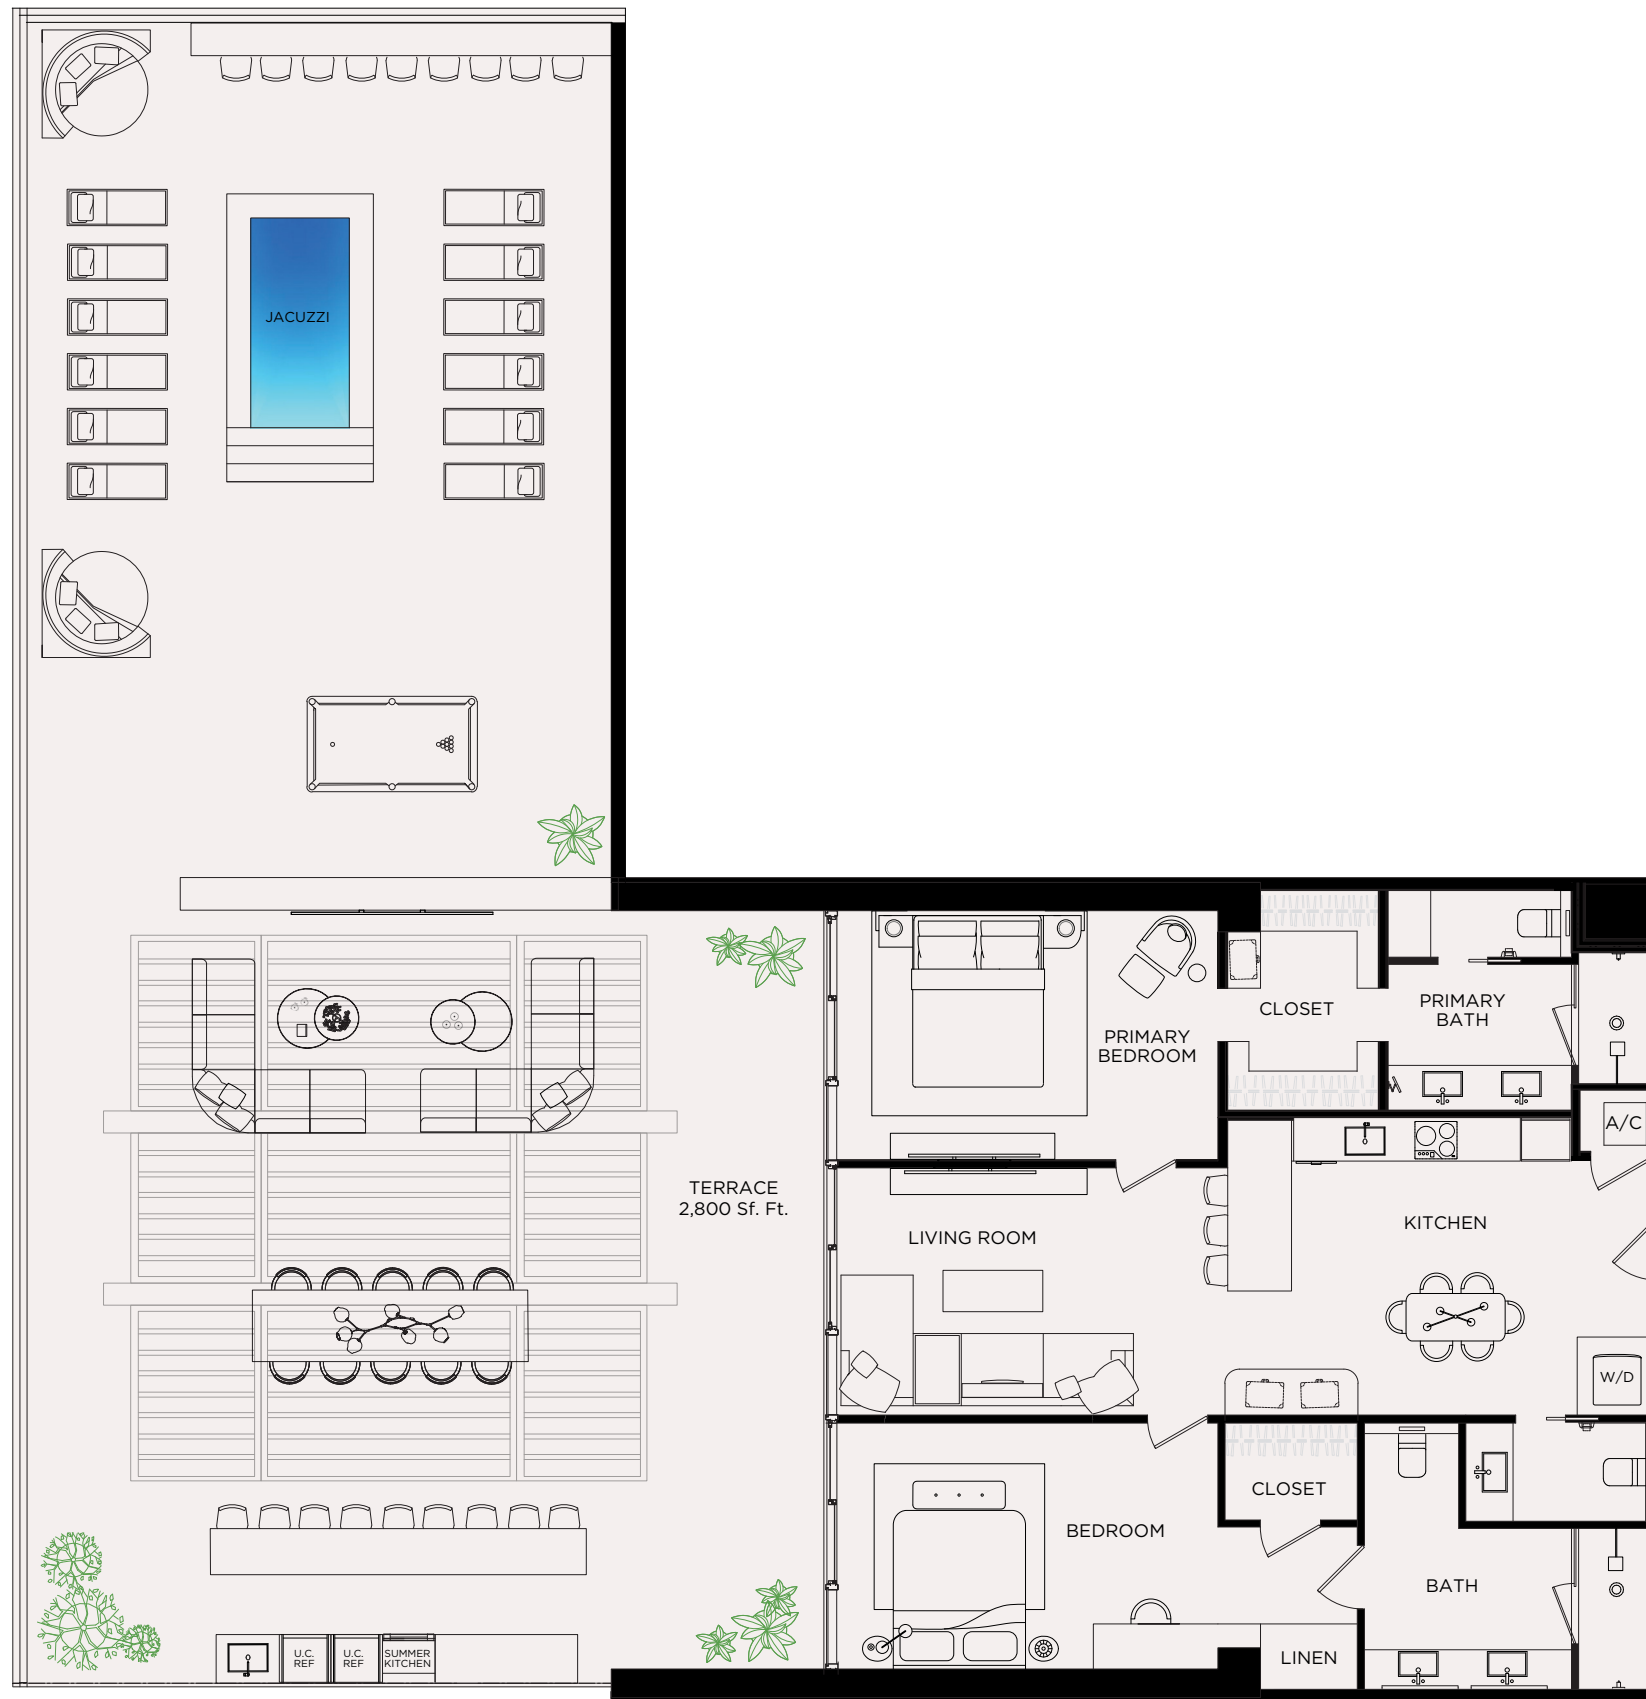 JACUZZI
CLOSET
PRIMARY
BATH
PRIMARY
BEDROOM
A/C
TERRACE
2,800 Sf. Ft.
LIVING ROOM
KITCHEN
W/D
CLOSET
BEDROOM
BATH
LINEN
U.C.
REF
U.C.
REF
SUMMER
KITCHEN